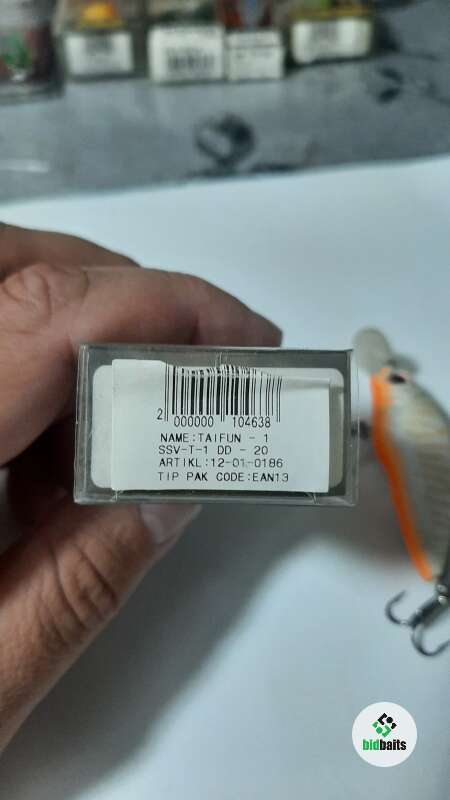 2 000000 104638
NAME:TAIFUN - 1
SSV-T-1 DD - 20
ARTIKL:12-01-0186
TIP PAK CODE:EAN13
bidbaits